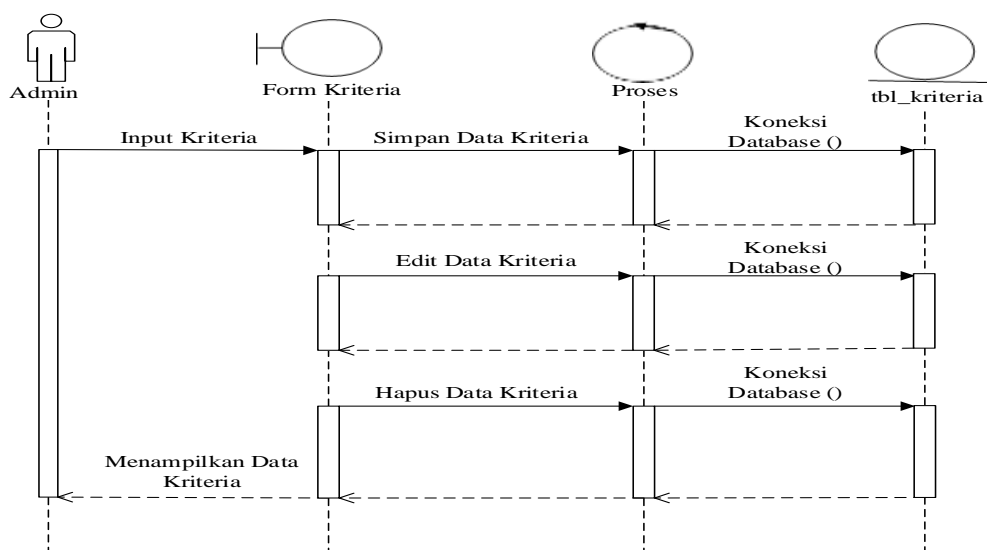 Admin
Form Kriteria
Proses
tbl_kriteria
Input Kriteria
Simpan Data Kriteria
Koneksi
Database ()
Edit Data Kriteria
Koneksi
Database ()
Hapus Data Kriteria
Koneksi
Database ()
Menampilkan Data
Kriteria